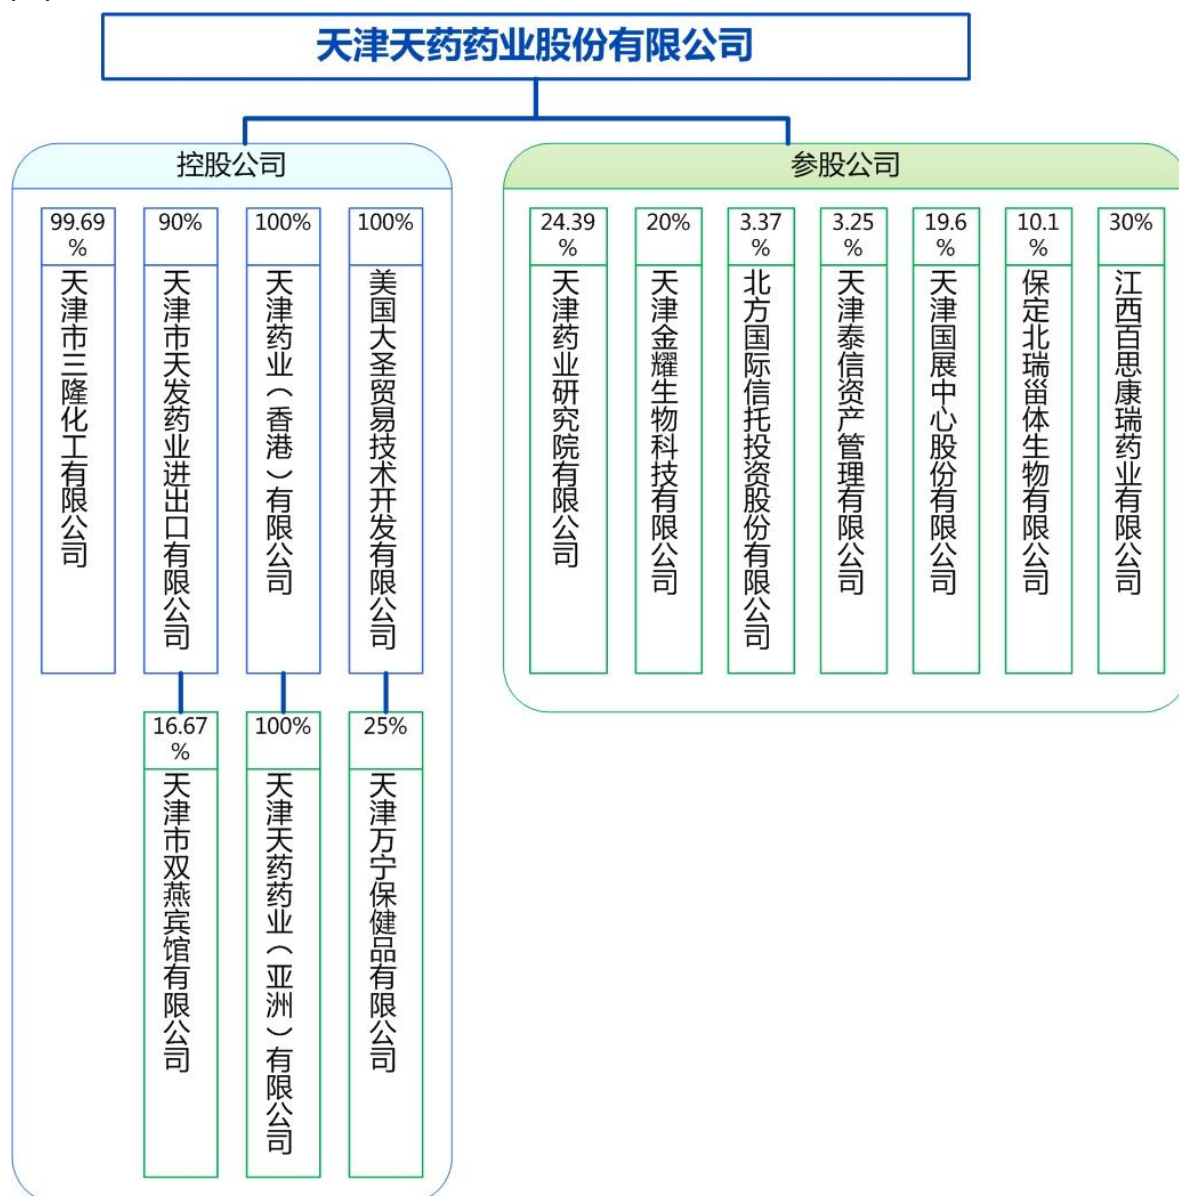 天津天药药业股份有限公司
控股公司
99.69
%
天津市三隆化工有限公司
90%
天津市天发药业进出口有限公司
100%
天津药业（香港）有限公司
100%
美国大圣贸易技术开发有限公司
16.67
%
天津市双燕宾馆有限公司
100%
天津天药药业（亚洲）有限公司
25%
天津万宁保健品有限公司
参股公司
24.39
%
天津药业研究院有限公司
20%
天津金耀生物科技有限公司
3.37
%
北方国际信托投资股份有限公司
3.25
%
天津泰信资产管理有限公司
19.6
%
天津国展中心股份有限公司
10.1
%
保定北瑞甾体生物有限公司
30%
江西百思康瑞药业有限公司